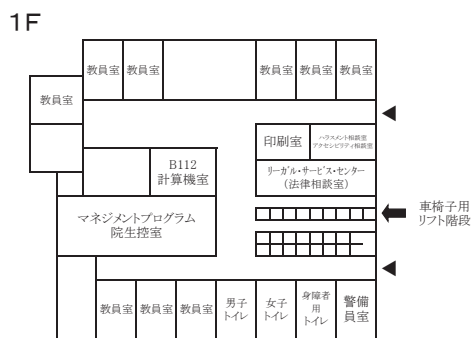 1F
教員室 教員室 教員室 教員室 教員室
教員室
印刷室
ハラスメント相談室
アクセシビリティ相談室
B112
計算機室
リーガル・サービス・センター
(法律相談室)
車椅子用
リフト階段
マネジメントプログラム
院生控室
教員室 教員室 教員室
男子
トイレ
女子
トイレ
身障者
用
トイレ
警備
員室